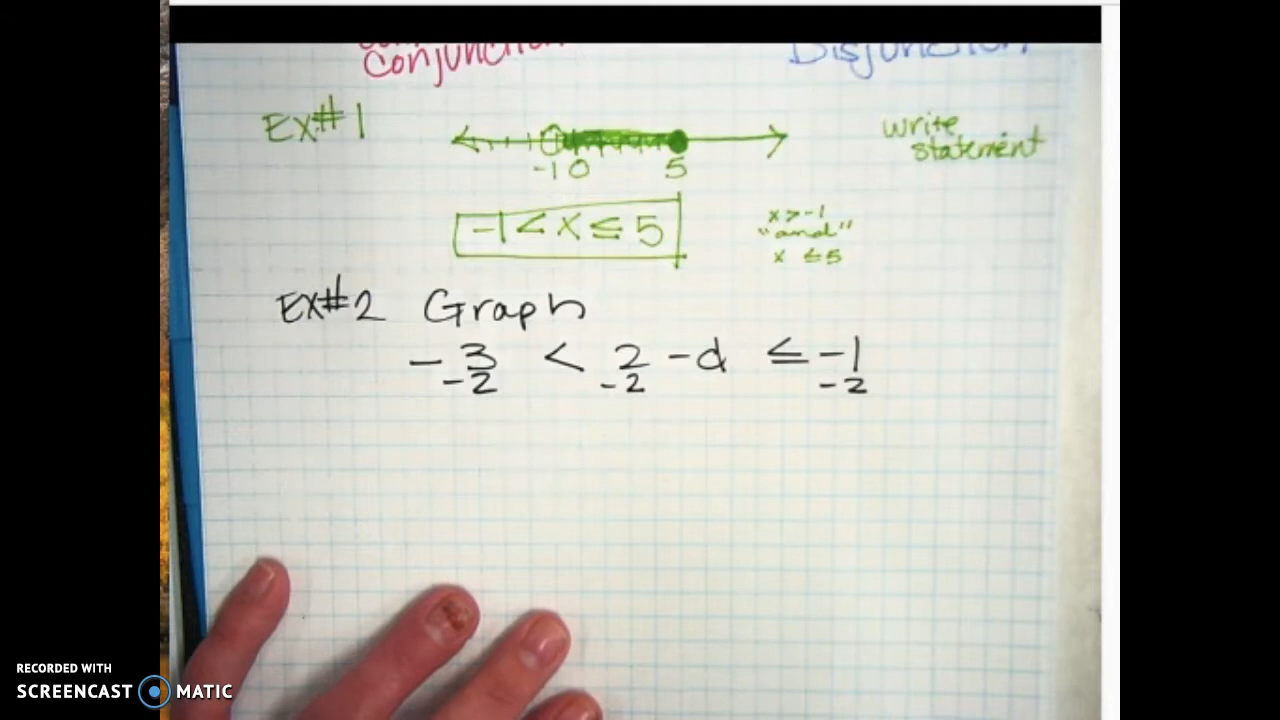 Conjunction
Disjunction
Ex#1
-1 0 5
write
statement
-1 < x ≤ 5
x > -1
"and"
x ≤ 5
Ex#2 Graph
-3 < 2 - d ≤ -1
-2 -2 -2
RECORDED WITH
SCREENCAST MATIC